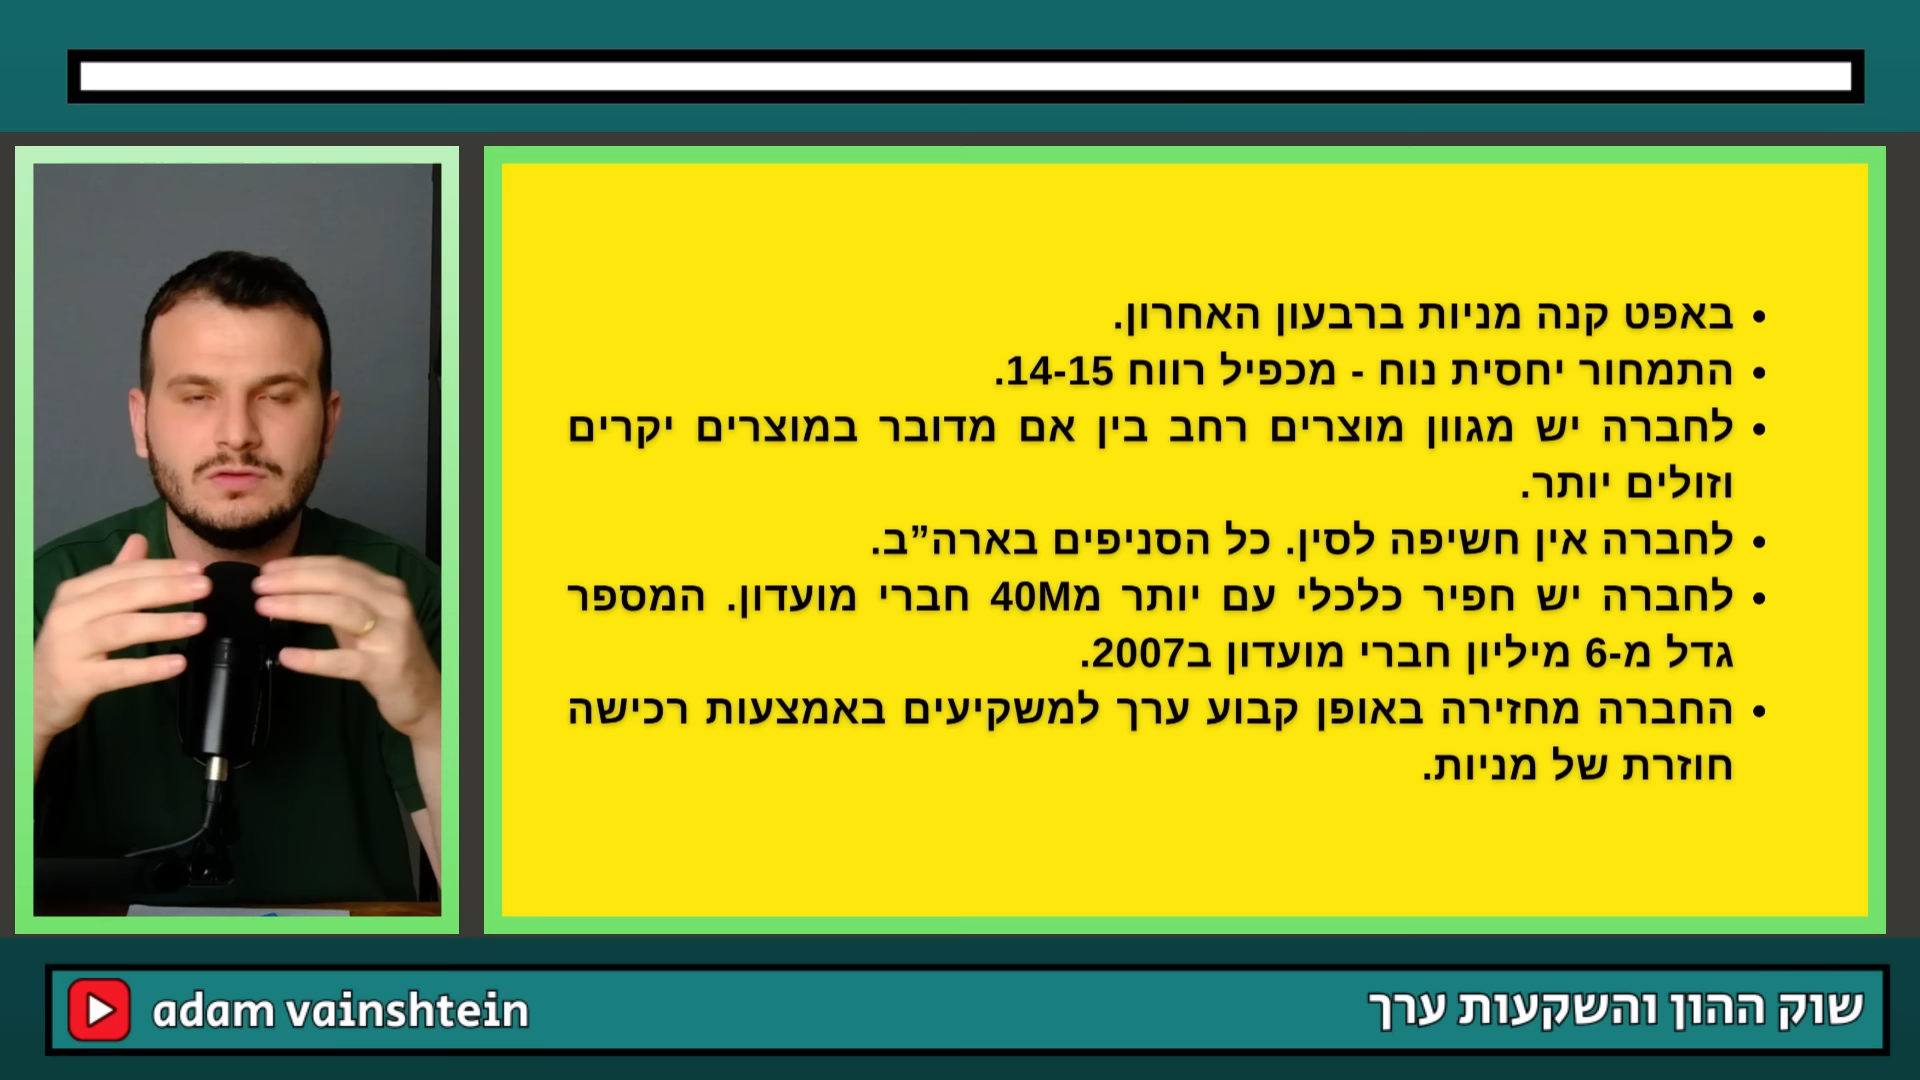 • באפט קנה מניות ברבעון האחרון.
• התמחור יחסית נוח - מכפיל רווח 14-15.
• לחברה יש מגוון מוצרים רחב בין אם מדובר במוצרים יקרים
וזולים יותר.
• לחברה אין חשיפה לסין. כל הסניפים בארה”ב.
• לחברה יש חפיר כלכלי עם יותר מ40M חברי מועדון. המספר
גדל מ-6 מיליון חברי מועדון ב2007.
• החברה מחזירה באופן קבוע ערך למשקיעים באמצעות רכישה
חוזרת של מניות.
adam vainshtein
שוק ההון והשקעות ערך